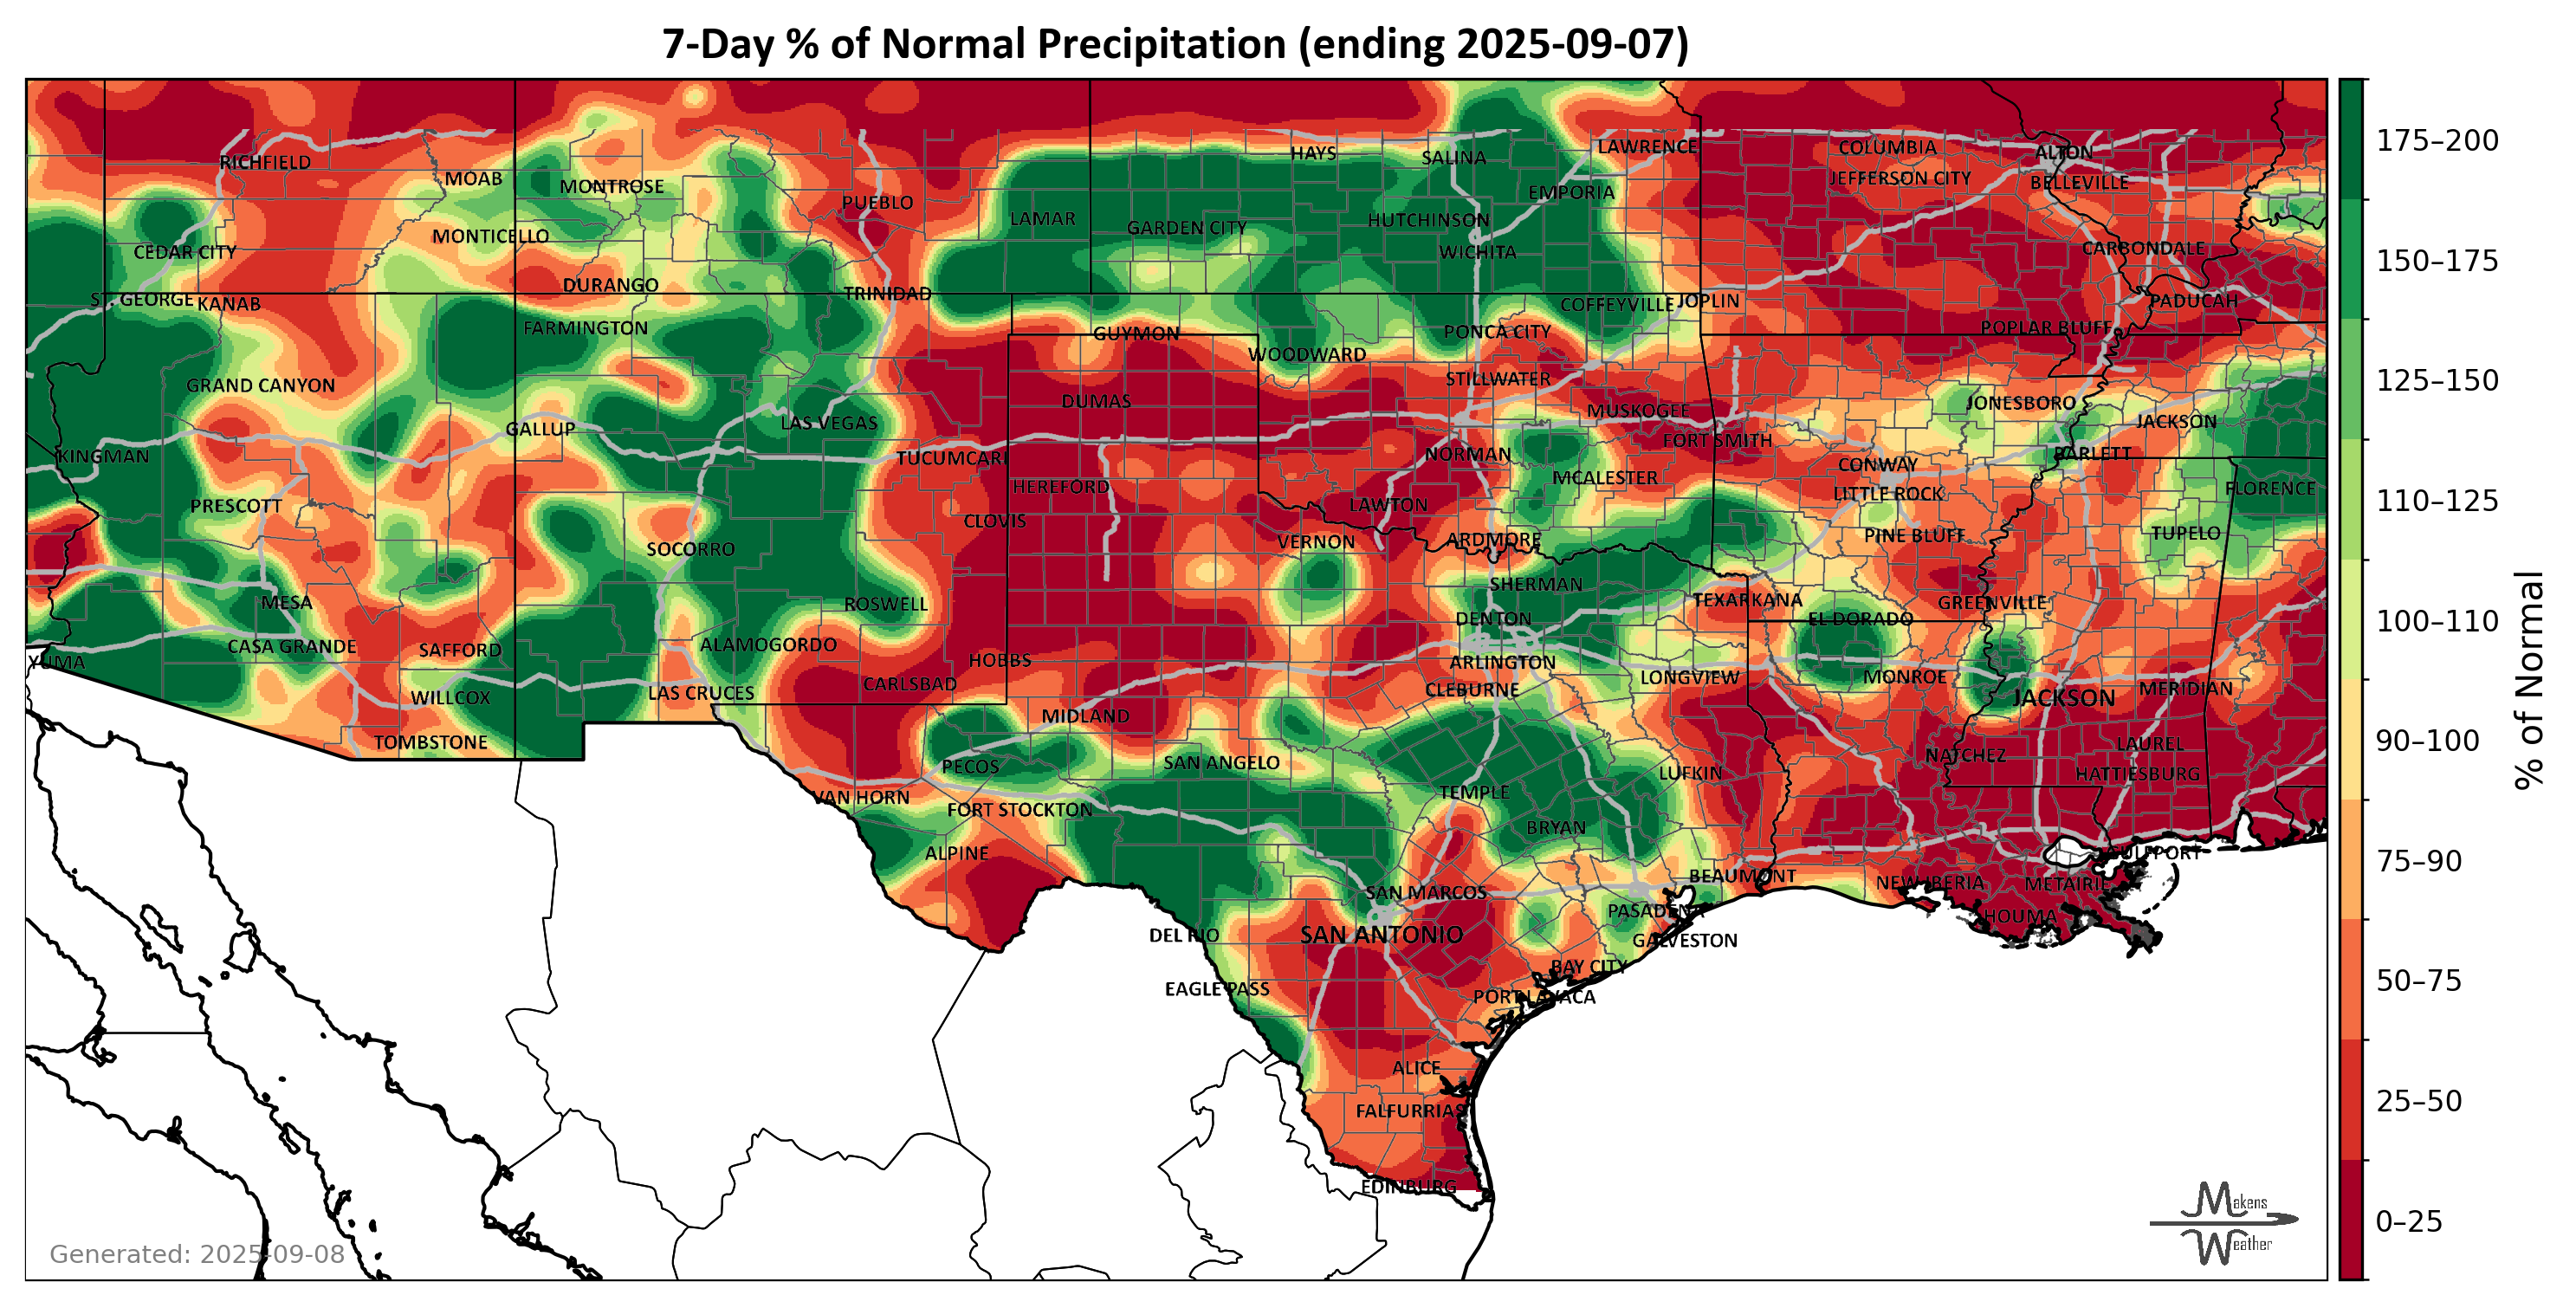 7-Day % of Normal Precipitation (ending 2025-09-07)
HAYS
SALINA
LAWRENCE
COLUMBIA
ALTON
RICHFIELD
MOAB
MONTROSE
PUEBLO
EMPORIA
JEFFERSON CITY
BELLEVILLE
LAMAR
GARDEN CITY
HUTCHINSON
MONTICELLO
CEDAR CITY
WICHITA
CARBONDALE
DURANGO
TRINIDAD
ST. GEORGE
KANAB
COFFEYVILLE
JOPLIN
PADUCAH
FARMINGTON
GUYMON
PONCA CITY
POPLAR BLUFF
WOODWARD
GRAND CANYON
STILLWATER
DUMAS
MUSKOGEE
JONESBORO
JACKSON
GALLUP
LAS VEGAS
FORT SMITH
KINGMAN
TUCUMCARI
NORMAN
CONWAY
BARLETT
HEREFORD
MCALESTER
LITTLE ROCK
FLORENCE
PRESCOTT
LAWTON
CLOVIS
TUPELO
SOCORRO
VERNON
ARDMORE
PINE BLUFF
SHERMAN
MESA
ROSWELL
TEXARKANA
GREENVILLE
DENTON
EL DORADO
CASA GRANDE
SAFFORD
ALAMOGORDO
YUMA
HOBBS
ARLINGTON
LONGVIEW
MONROE
WILLCOX
LAS CRUCES
CARLSBAD
CLEBURNE
JACKSON
MERIDIAN
MIDLAND
TOMBSTONE
PECOS
SAN ANGELO
NATCHEZ
LAUREL
LUFKIN
HATTIESBURG
VAN HORN
FORT STOCKTON
TEMPLE
BRYAN
ALPINE
GULFPORT
SAN MARCOS
BEAUMONT
NEW IBERIA
METAIRIE
PASADENA
HOUMA
DEL RIO
SAN ANTONIO
GALVESTON
BAY CITY
EAGLE PASS
PORT LAVACA
ALICE
FALFURRIAS
EDINBURG
Generated: 2025-09-08
Makens
Weather
175–200
150–175
125–150
110–125
100–110
90–100
75–90
50–75
25–50
0–25
% of Normal